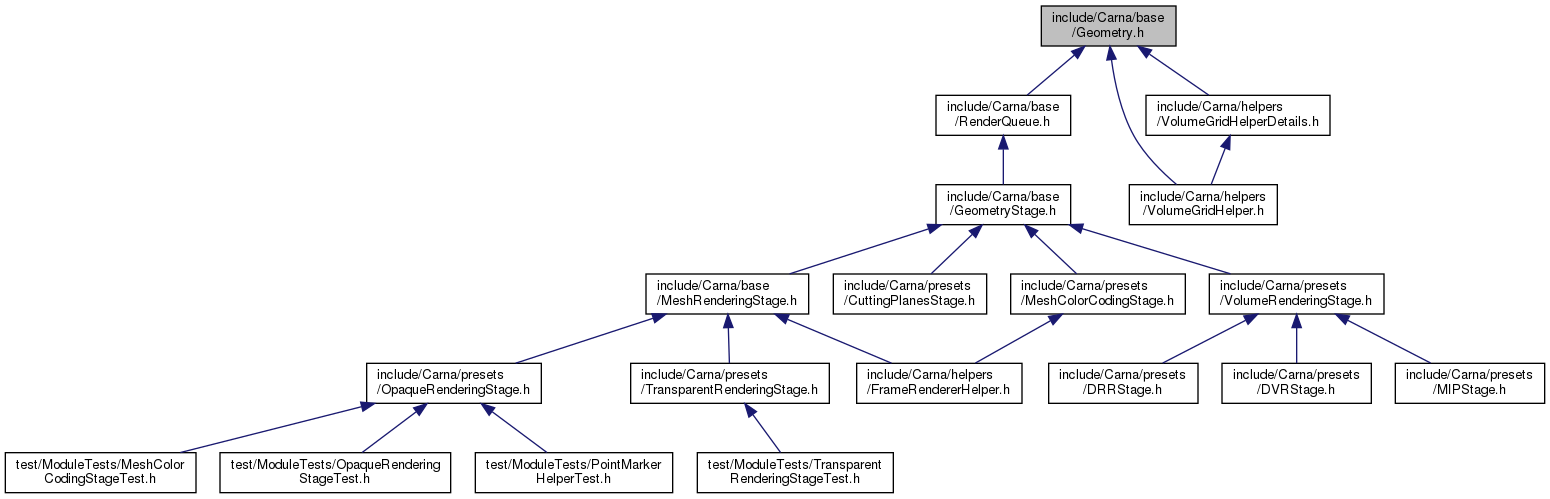 include/Carna/base
/Geometry.h
include/Carna/base
/RenderQueue.h
include/Carna/helpers
/VolumeGridHelperDetails.h
include/Carna/base
/GeometryStage.h
include/Carna/helpers
/VolumeGridHelper.h
include/Carna/base
/MeshRenderingStage.h
include/Carna/presets
/CuttingPlanesStage.h
include/Carna/presets
/MeshColorCodingStage.h
include/Carna/presets
/VolumeRenderingStage.h
include/Carna/presets
/OpaqueRenderingStage.h
include/Carna/presets
/TransparentRenderingStage.h
include/Carna/helpers
/FrameRendererHelper.h
include/Carna/presets
/DRRStage.h
include/Carna/presets
/DVRStage.h
include/Carna/presets
/MIPStage.h
test/ModuleTests/MeshColor
CodingStageTest.h
test/ModuleTests/OpaqueRendering
StageTest.h
test/ModuleTests/PointMarker
HelperTest.h
test/ModuleTests/Transparent
RenderingStageTest.h